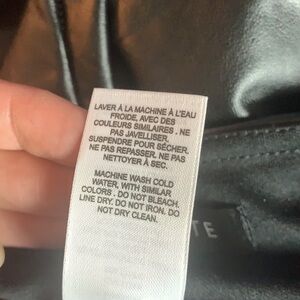 LAVER À LA MACHINE À L'EAU
FROIDE, AVEC DES
COULEURS SIMILAIRES . NE
PAS JAVELLISER.
SUSPENDRE POUR SÉCHER.
NE PAS REPASSER. NE PAS
NETTOYER À SEC.
MACHINE WASH COLD
WATER, WITH SIMILAR
COLORS . DO NOT BLEACH.
LINE DRY. DO NOT IRON. DO
NOT DRY CLEAN.
TE